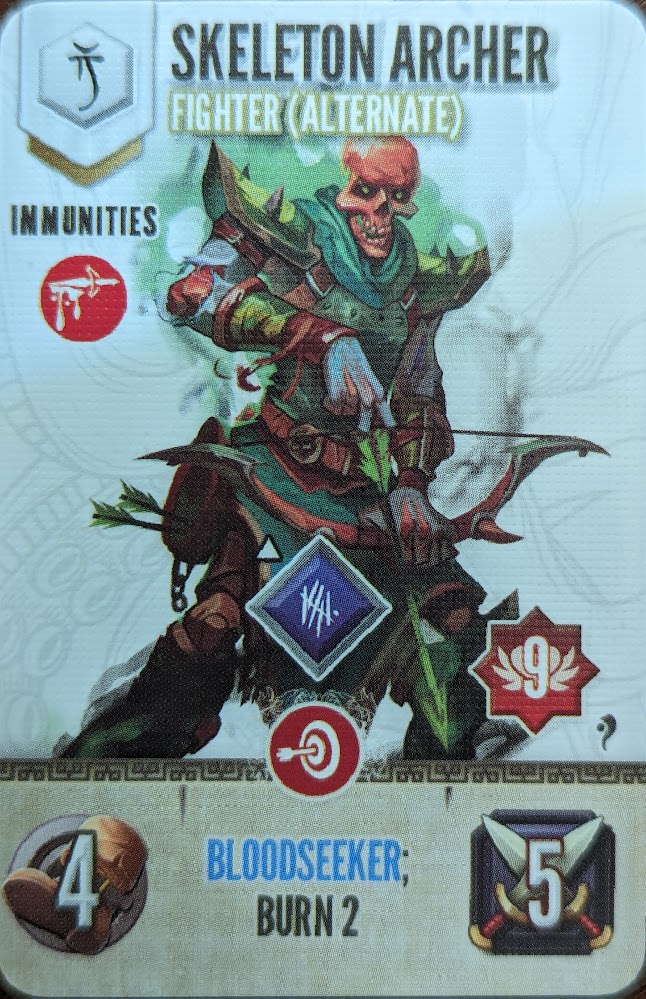 SKELETON ARCHER
FIGHTER (ALTERNATE)
IMMUNITIES
9
4
BLOODSEEKER;
BURN 2
5